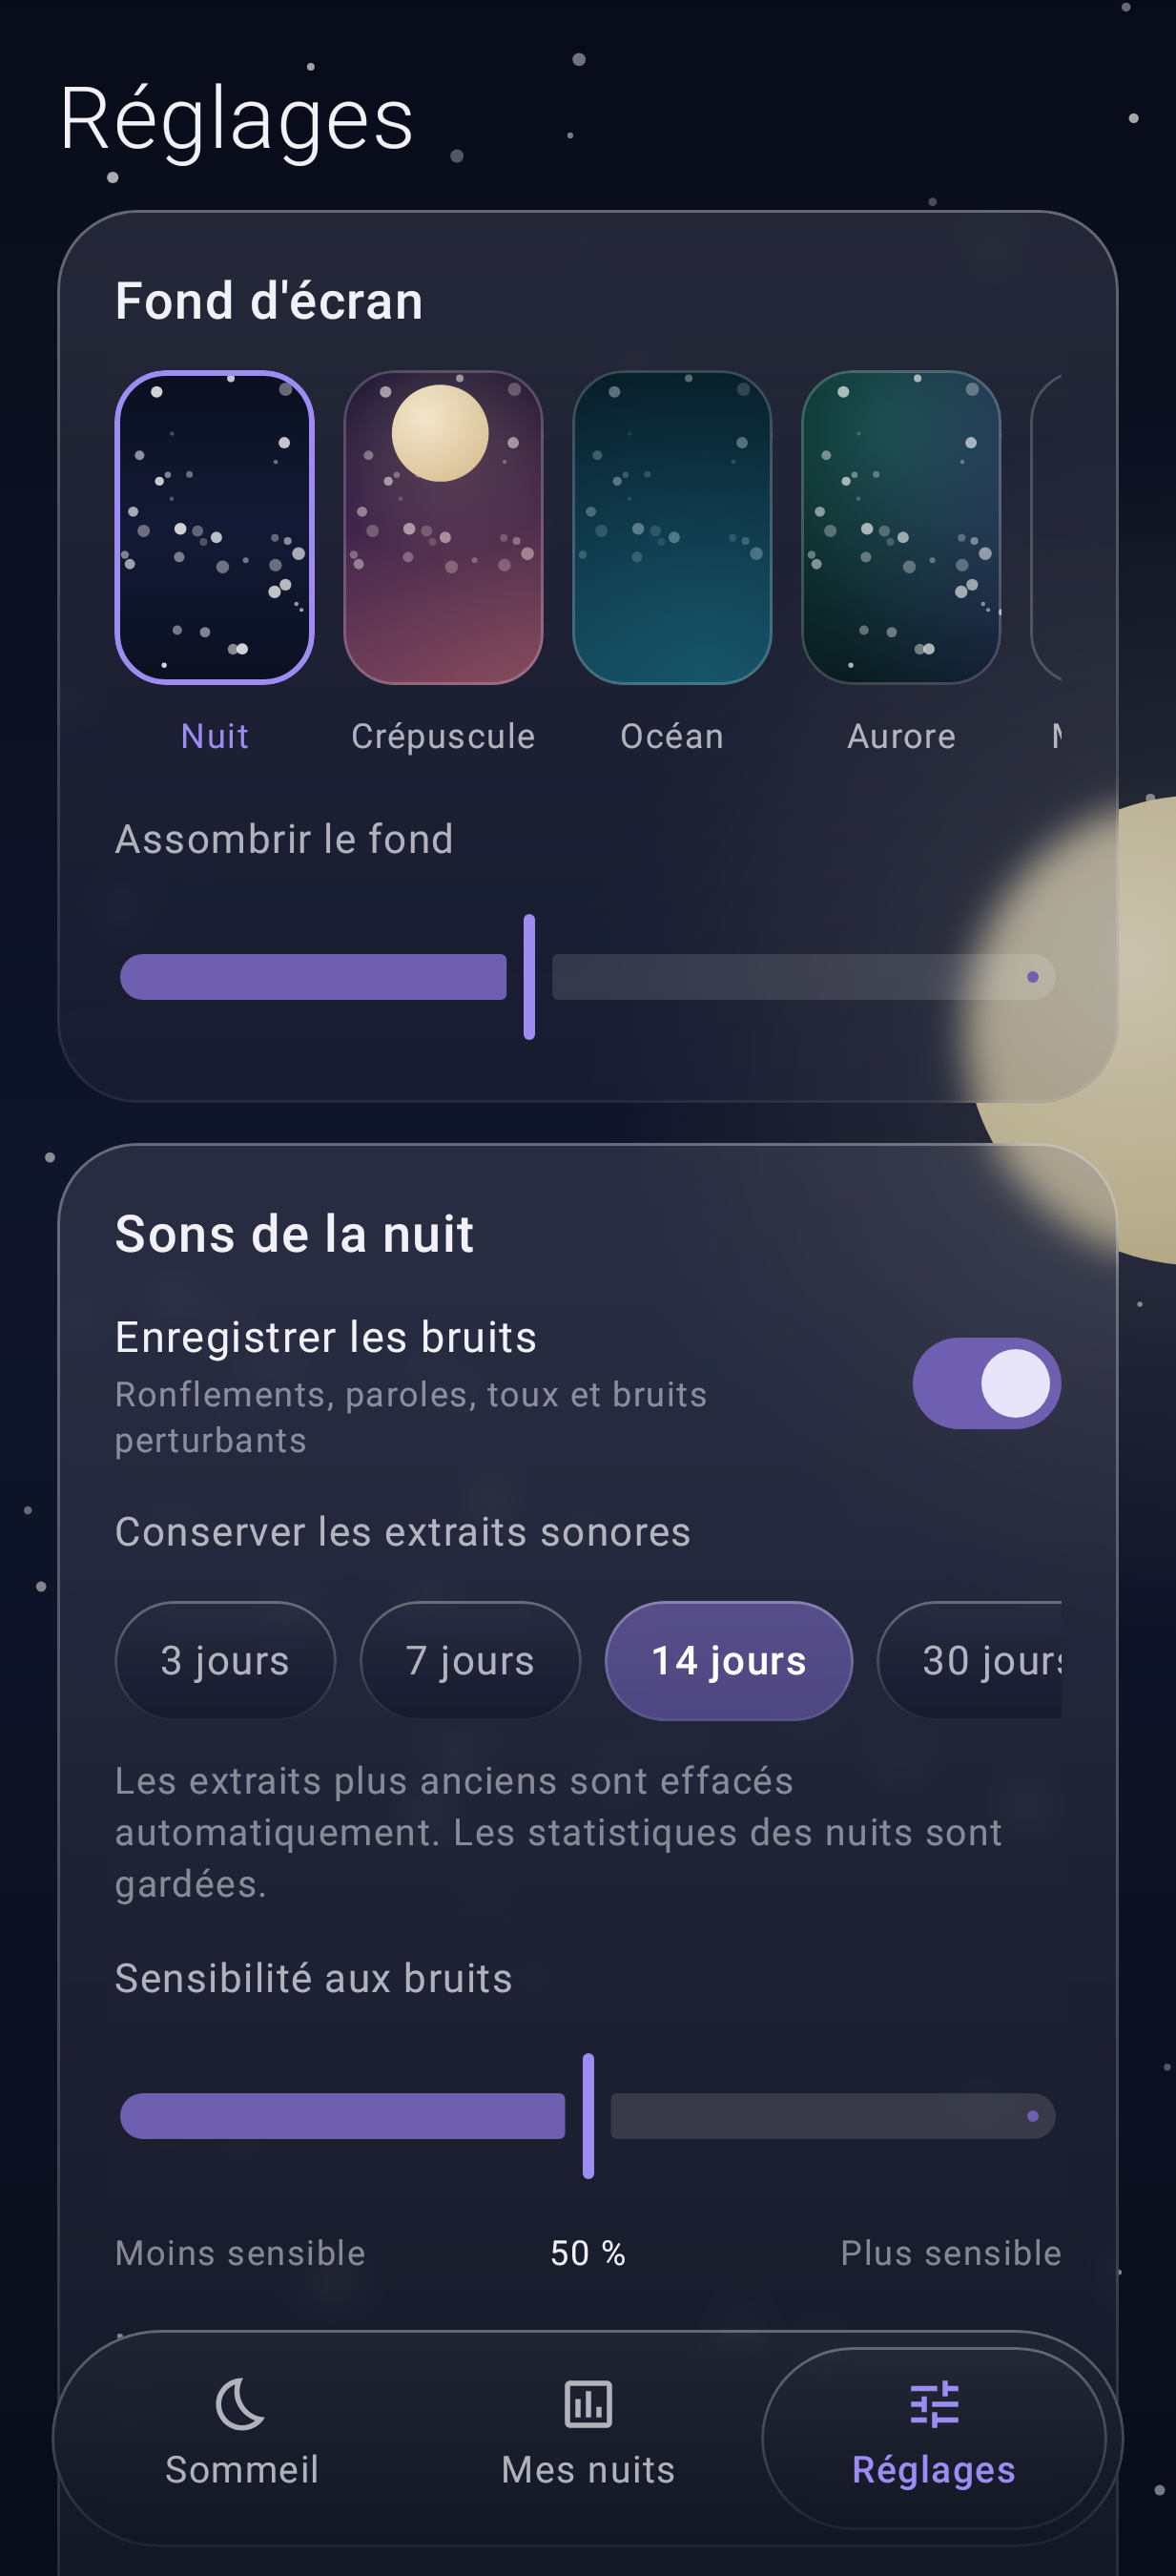 Réglages
Fond d'écran
Nuit
Crépuscule
Océan
Aurore
Assombrir le fond
Sons de la nuit
Enregistrer les bruits
Ronflements, paroles, toux et bruits
perturbants
Conserver les extraits sonores
3 jours
7 jours
14 jours
30 jours
Les extraits plus anciens sont effacés
automatiquement. Les statistiques des nuits sont
gardées.
Sensibilité aux bruits
Moins sensible
50 %
Plus sensible
Sommeil
Mes nuits
Réglages